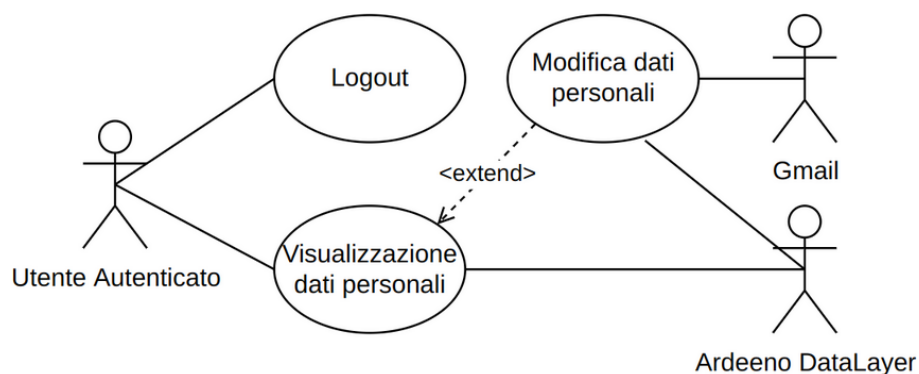 Logout
Modifica dati
personali
Gmail
<extend>
Utente Autenticato
Visualizzazione
dati personali
Ardeeno DataLayer